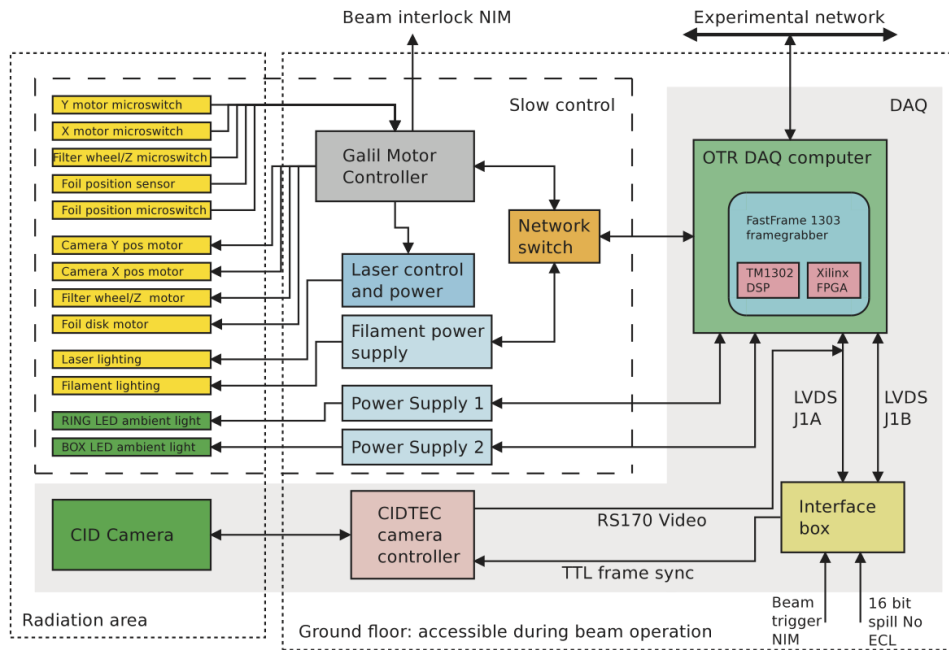 Beam interlock NIM
Experimental network
Slow control
DAQ
Y motor microswitch
X motor microswitch
Filter wheel/Z microswitch
Foil position sensor
Foil position microswitch
Camera Y pos motor
Camera X pos motor
Filter wheel/Z motor
Foil disk motor
Laser lighting
Filament lighting
RING LED ambient light
BOX LED ambient light
Galil Motor
Controller
Network
switch
Laser control
and power
Filament power
supply
Power Supply 1
Power Supply 2
OTR DAQ computer
FastFrame 1303
framegrabber
TM1302
DSP
Xilinx
FPGA
LVDS
J1A
LVDS
J1B
CID Camera
CIDTEC
camera
controller
RS170 Video
TTL frame sync
Interface
box
Beam
trigger
NIM
16 bit
spill No
ECL
Radiation area
Ground floor: accessible during beam operation